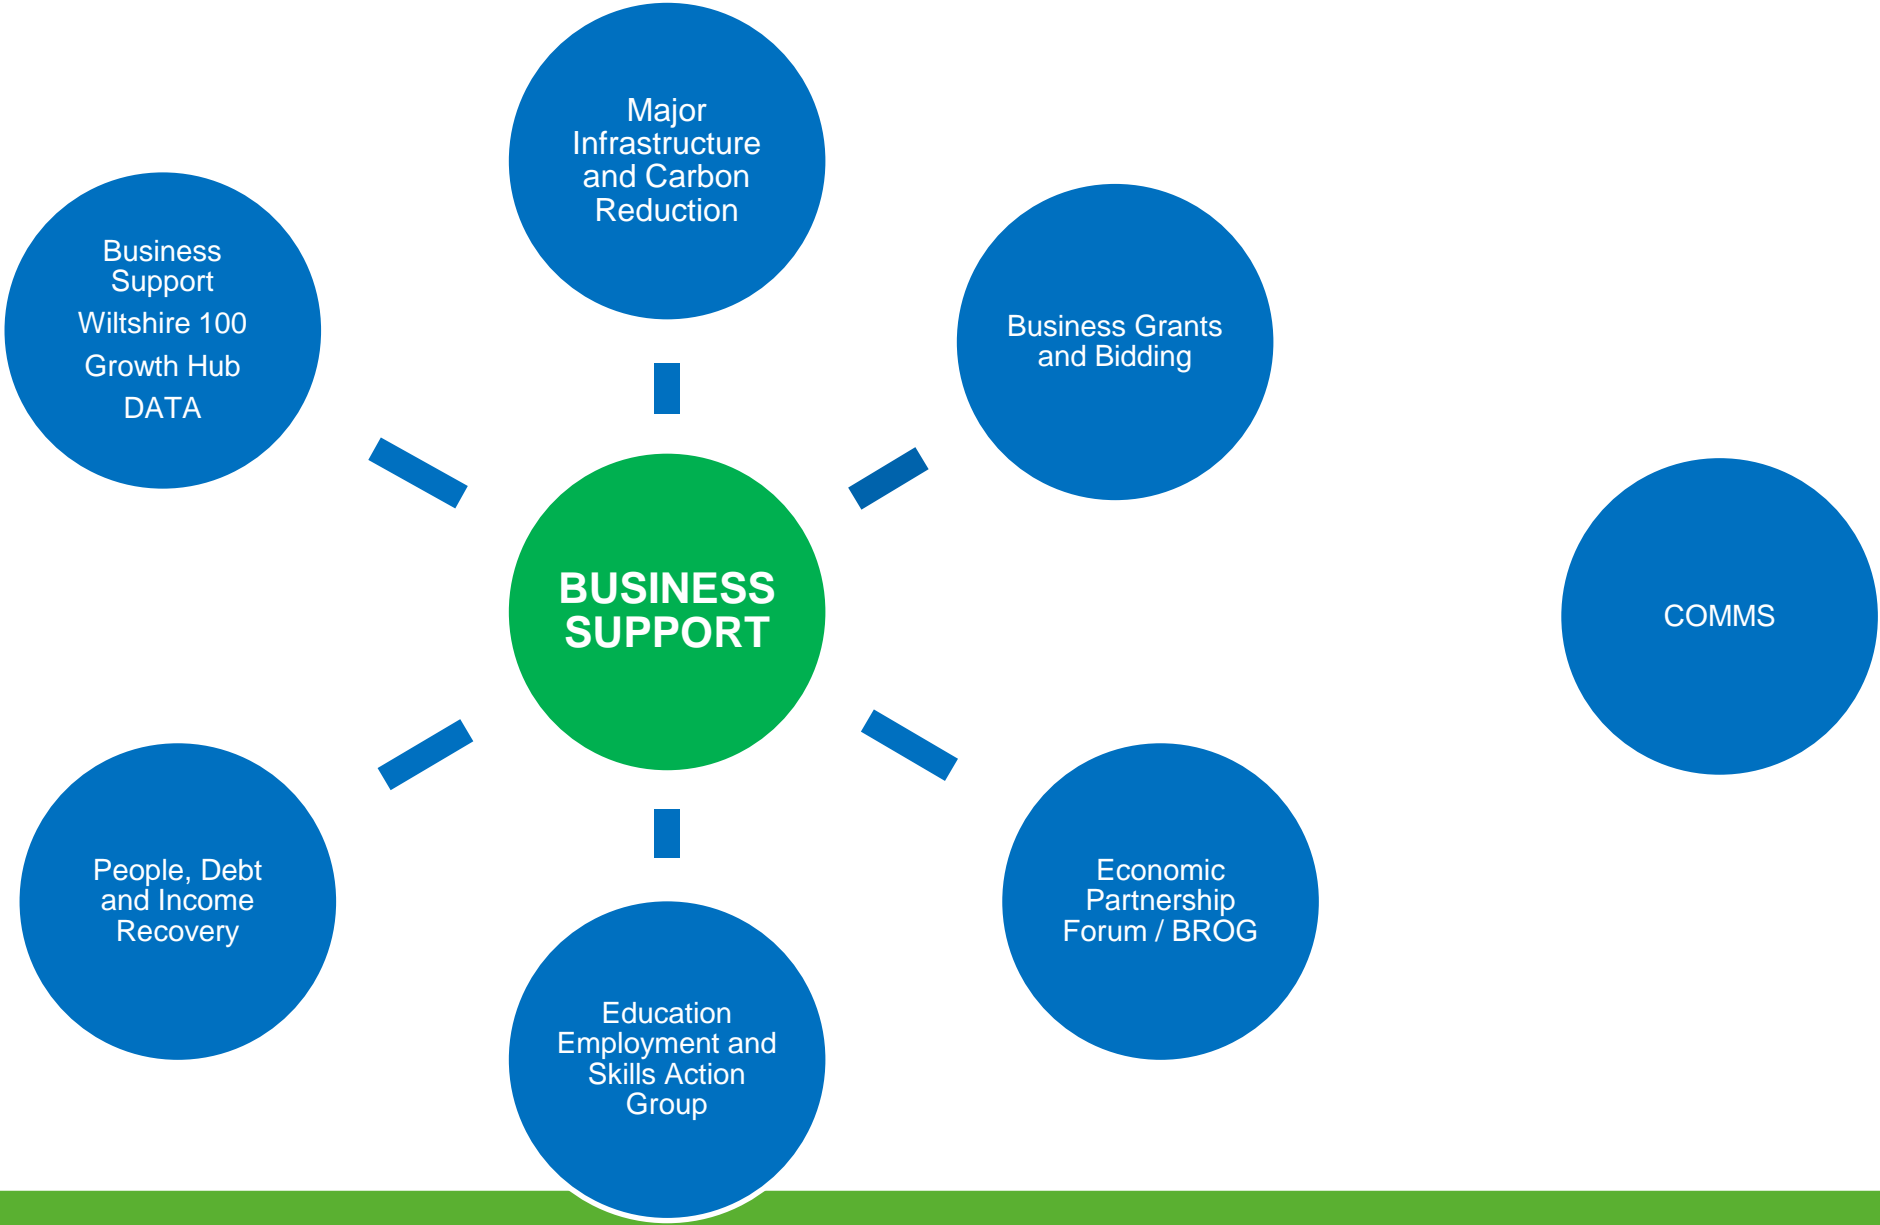 Major
Infrastructure
and Carbon
Reduction
Business
Support
Wiltshire 100
Growth Hub
DATA
Business Grants
and Bidding
BUSINESS
SUPPORT
COMMS
People, Debt
and Income
Recovery
Economic
Partnership
Forum / BROG
Education
Employment and
Skills Action
Group